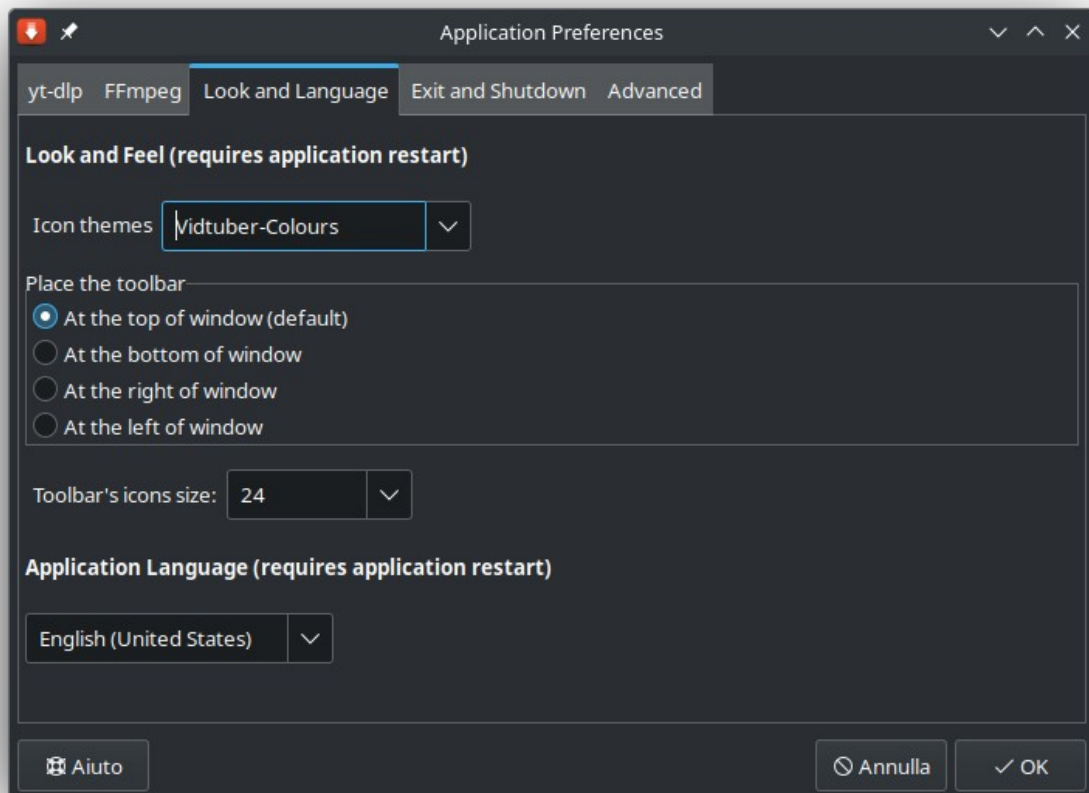 Application Preferences
yt-dlp FFmpeg Look and Language Exit and Shutdown Advanced
Look and Feel (requires application restart)
Icon themes Vidtuber-Colours
Place the toolbar
At the top of window (default)
At the bottom of window
At the right of window
At the left of window
Toolbar's icons size: 24
Application Language (requires application restart)
English (United States)
Aiuto Annulla OK